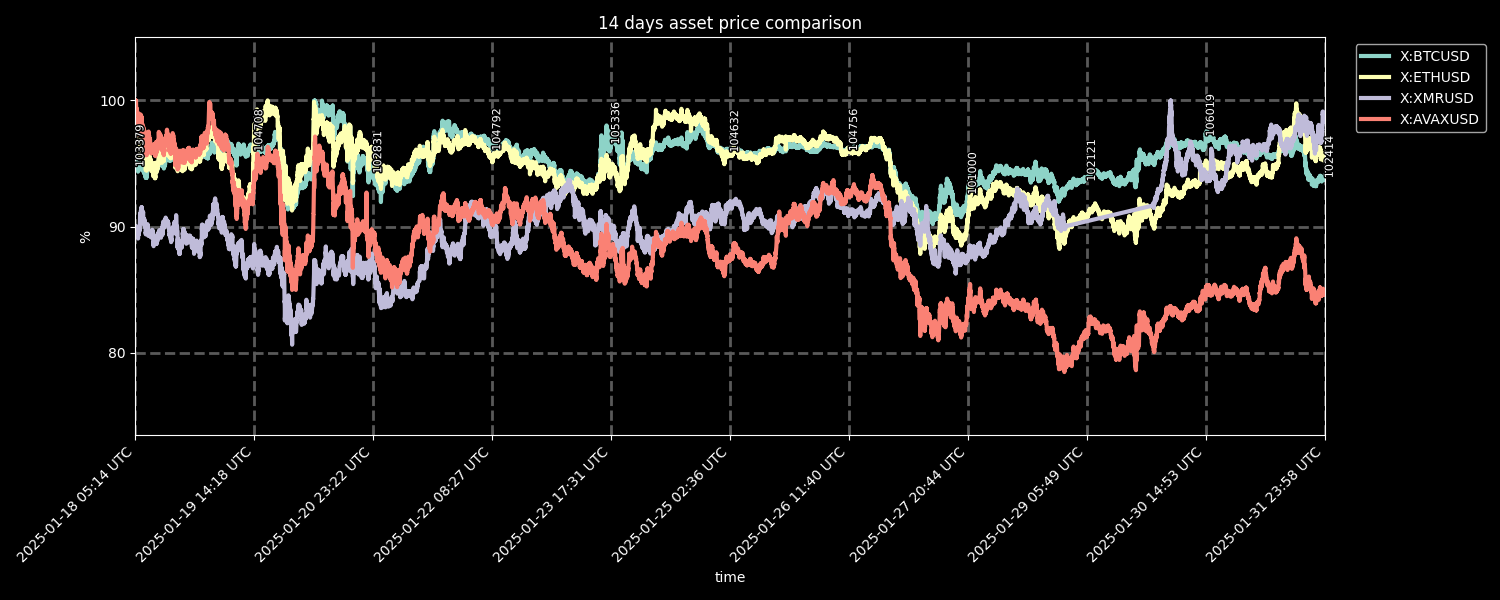 14 days asset price comparison
X:BTCUSD
X:ETHUSD
X:XMRUSD
X:AVAXUSD
100
90
80
%
103379
104708
102831
104792
105336
104632
104756
101000
102121
106019
102414
2025-01-18 05:14 UTC
2025-01-19 14:18 UTC
2025-01-20 23:22 UTC
2025-01-22 08:27 UTC
2025-01-23 17:31 UTC
2025-01-25 02:36 UTC
2025-01-26 11:40 UTC
2025-01-27 20:44 UTC
2025-01-29 05:49 UTC
2025-01-30 14:53 UTC
2025-01-31 23:58 UTC
time